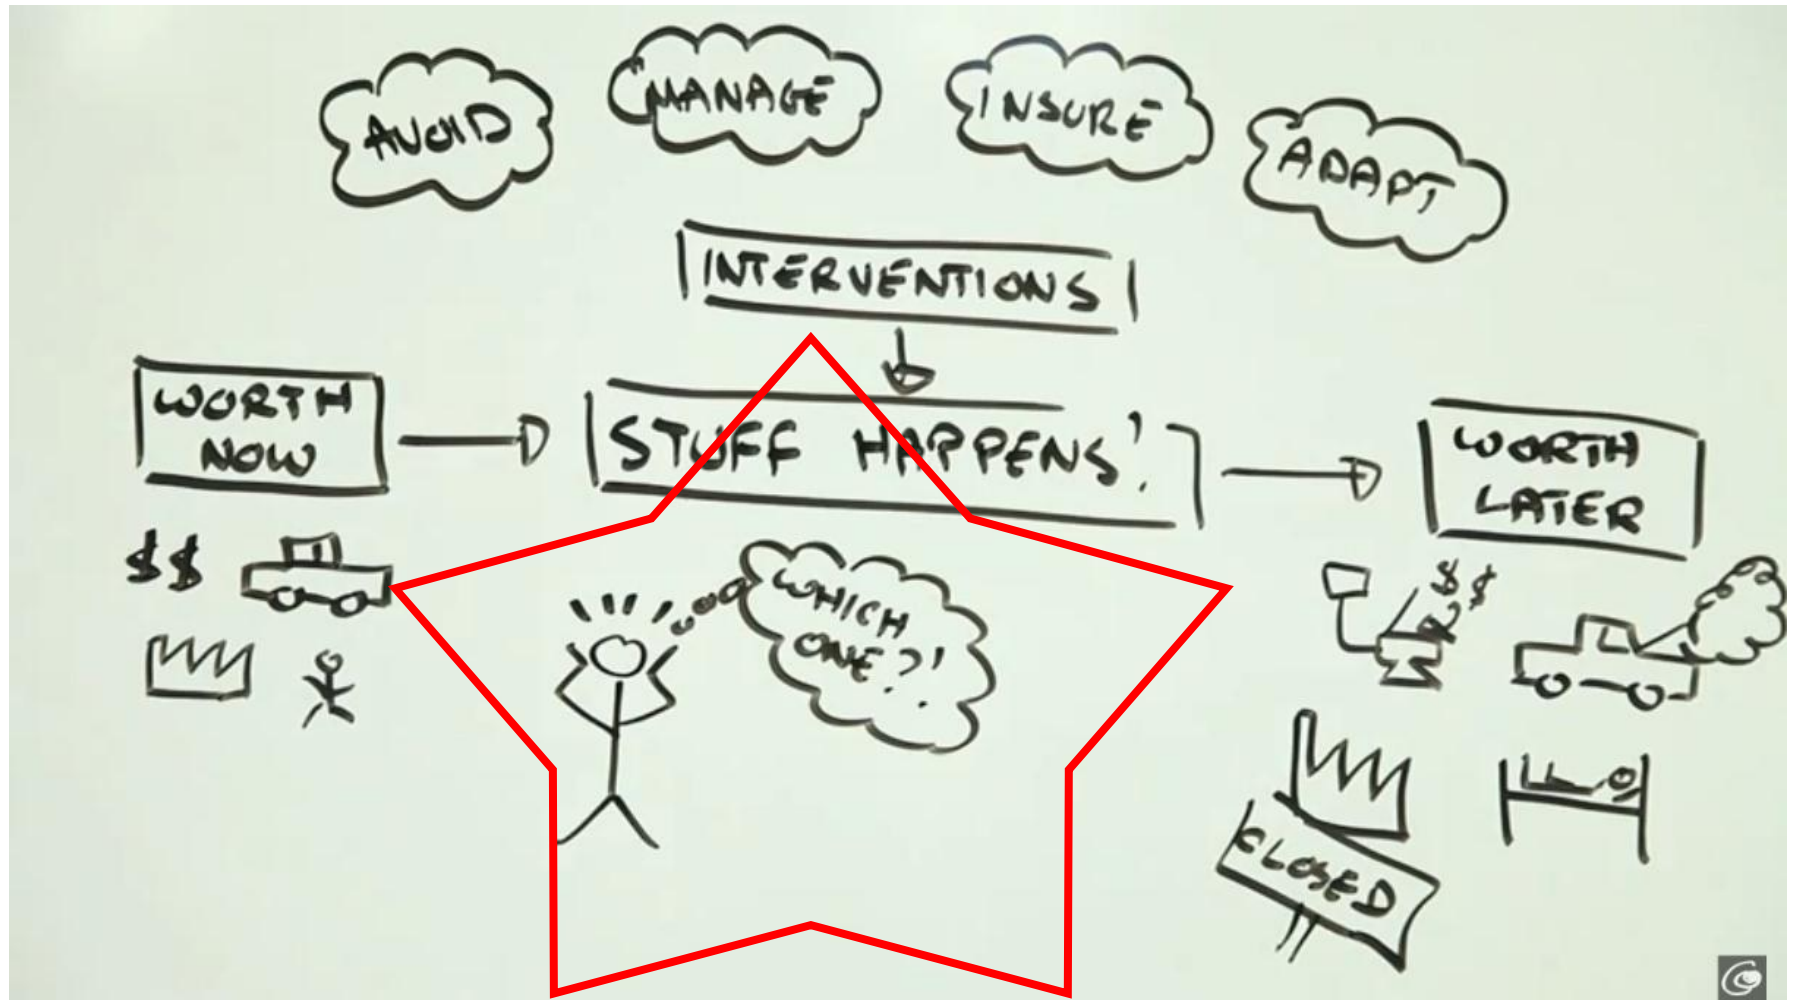 AVOID
"MANAGE
INSURE
ADAPT
INTERVENTIONS
WORTH
NOW
STUFF HAPPENS!
WORTH
LATER
$$
WHICH
ONE?!
$$
CLOSED